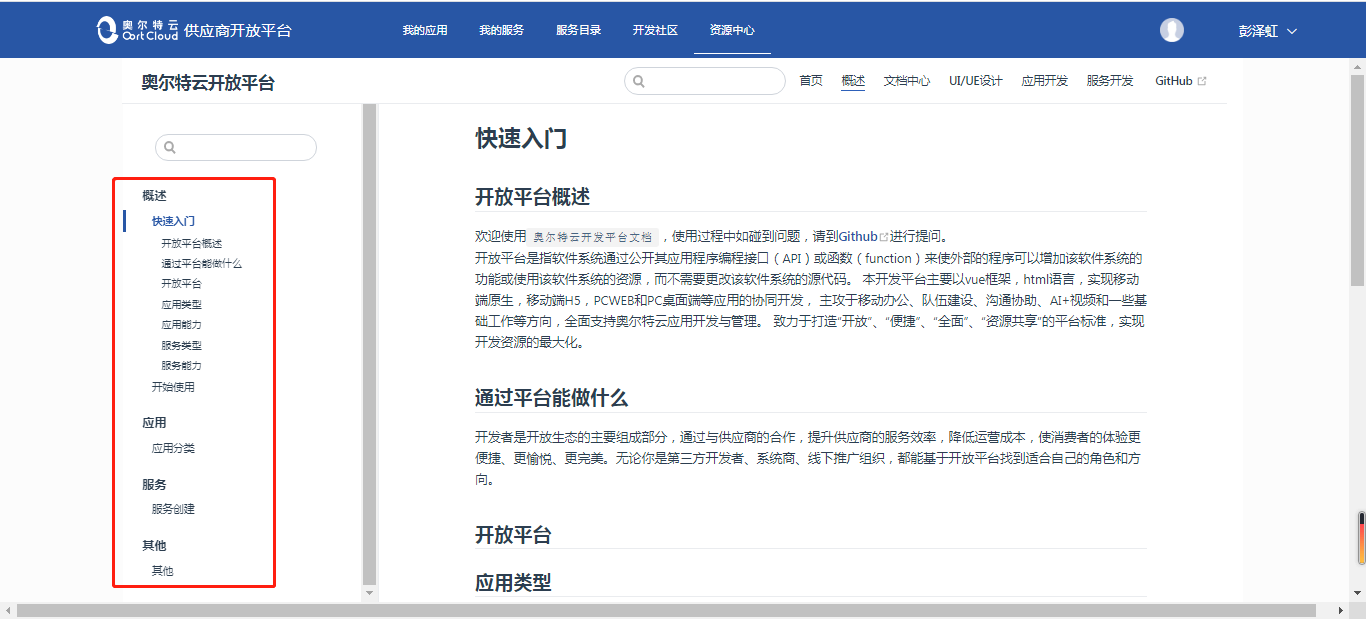 奥尔特云
OortCloud
供应商开放平台
我的应用 我的服务 服务目录 开发社区 资源中心
彭泽虹
奥尔特云开放平台
首页 概述 文档中心 UI/UE设计 应用开发 服务开发 GitHub
概述
快速入门
开放平台概述
通过平台能做什么
开放平台
应用类型
应用能力
服务类型
服务能力
开始使用
应用
应用分类
服务
服务创建
其他
其他
快速入门
开放平台概述
欢迎使用 奥尔特云开发平台文档 ，使用过程中如碰到问题，请到Github进行提问。
开放平台是指软件系统通过公开其应用程序编程接口（API）或函数（function）来使外部的程序可以增加该软件系统的
功能或使用该软件系统的资源，而不需要更改该软件系统的源代码。 本开发平台主要以vue框架，html语言，实现移动
端原生，移动端H5，PCWEB和PC桌面端等应用的协同开发， 主攻于移动办公、队伍建设、沟通协助、AI+视频和一些基
础工作等方向，全面支持奥尔特云应用开发与管理。 致力于打造“开放”、“便捷”、“全面”、“资源共享”的平台标准，实现
开发资源的最大化。
通过平台能做什么
开发者是开放生态的主要组成部分，通过与供应商的合作，提升供应商的服务效率，降低运营成本，使消费者的体验更
便捷、更愉悦、更完美。无论你是第三方开发者、系统商、线下推广组织，都能基于开放平台找到适合自己的角色和方
向。
开放平台
应用类型